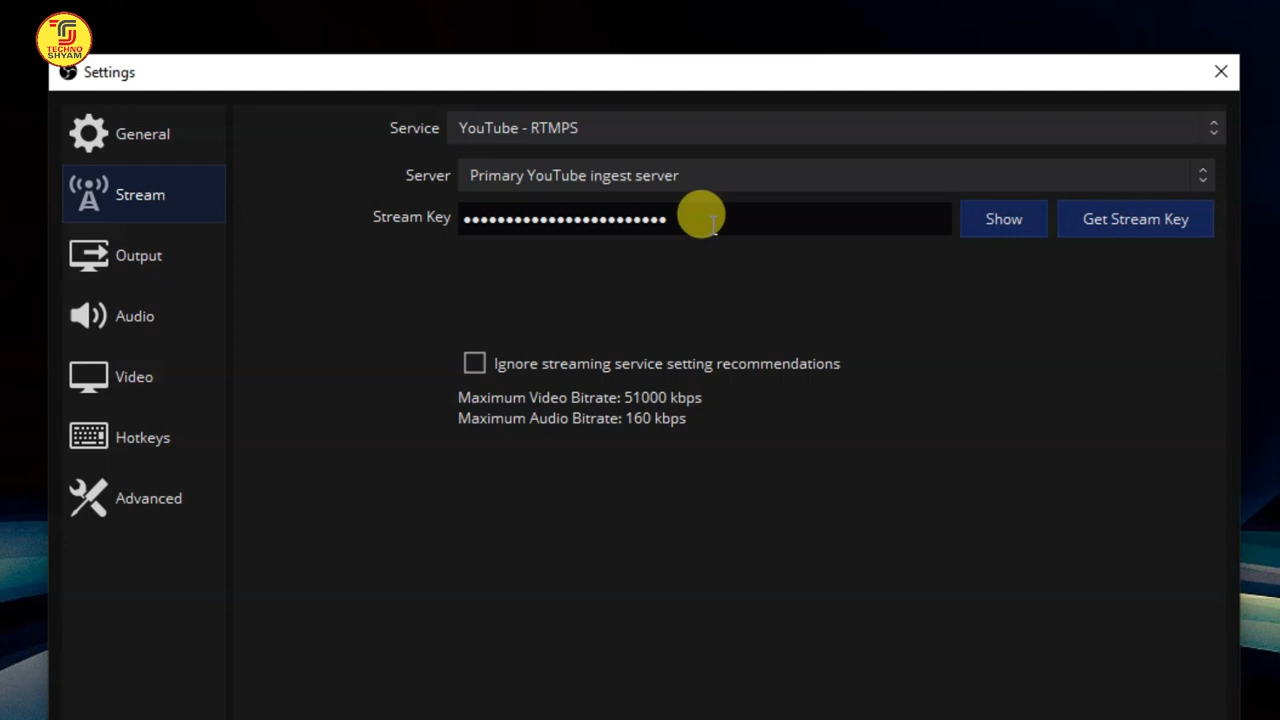 TECHNO
SHYAM
Settings
General
Stream
Output
Audio
Video
Hotkeys
Advanced
Service YouTube - RTMPS
Server Primary YouTube ingest server
Stream Key •••••••••••••••••••••••• Show Get Stream Key
Ignore streaming service setting recommendations
Maximum Video Bitrate: 51000 kbps
Maximum Audio Bitrate: 160 kbps